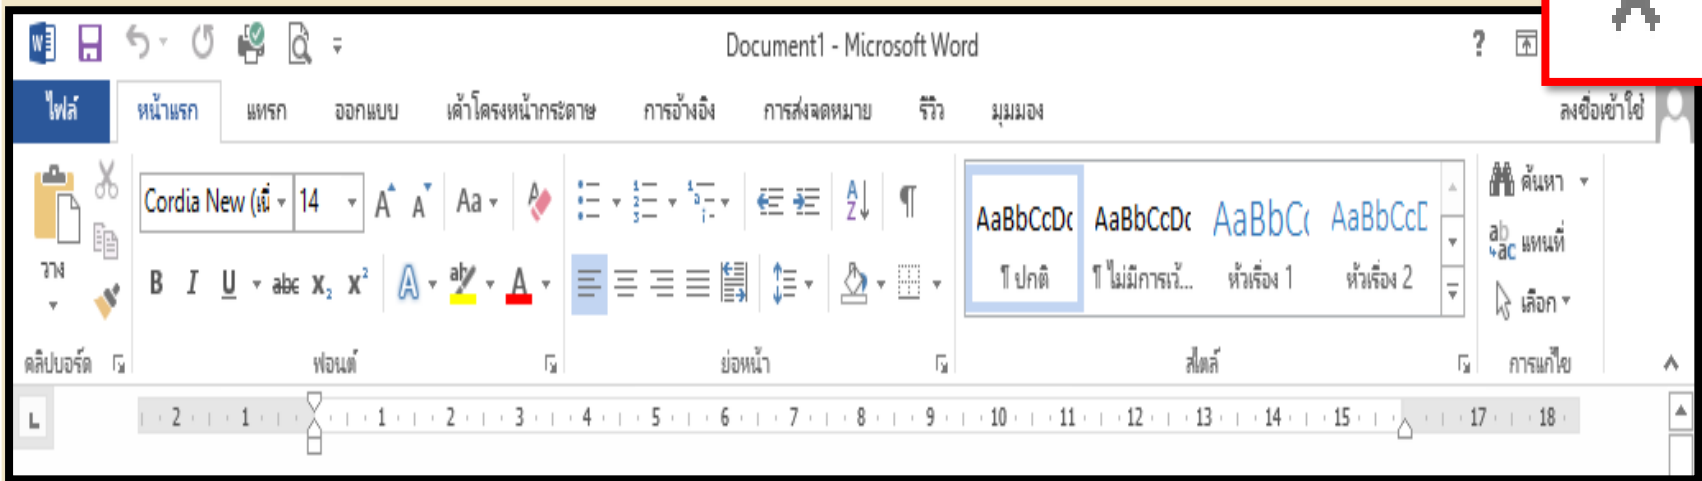 Document1 - Microsoft Word ?
ไฟล์ หน้าแรก แทรก ออกแบบ เค้าโครงหน้ากระดาษ การอ้างอิง การส่งจดหมาย รีวิว มุมมอง ลงชื่อเข้าใช้
Cordia New (เนื้ 14 A A Aa AaBbCcDc AaBbCcDc AaBbC AaBbCcD ค้นหา
วาง B I U abc X₂ X² A ab A ¶ ปกติ ¶ ไม่มีการเว้... หัวเรื่อง 1 หัวเรื่อง 2 แทนที่
เลือก
คลิปบอร์ด ฟอนต์ ย่อหน้า สไตล์ การแก้ไข
L 2 1 1 2 3 4 5 6 7 8 9 10 11 12 13 14 15 17 18